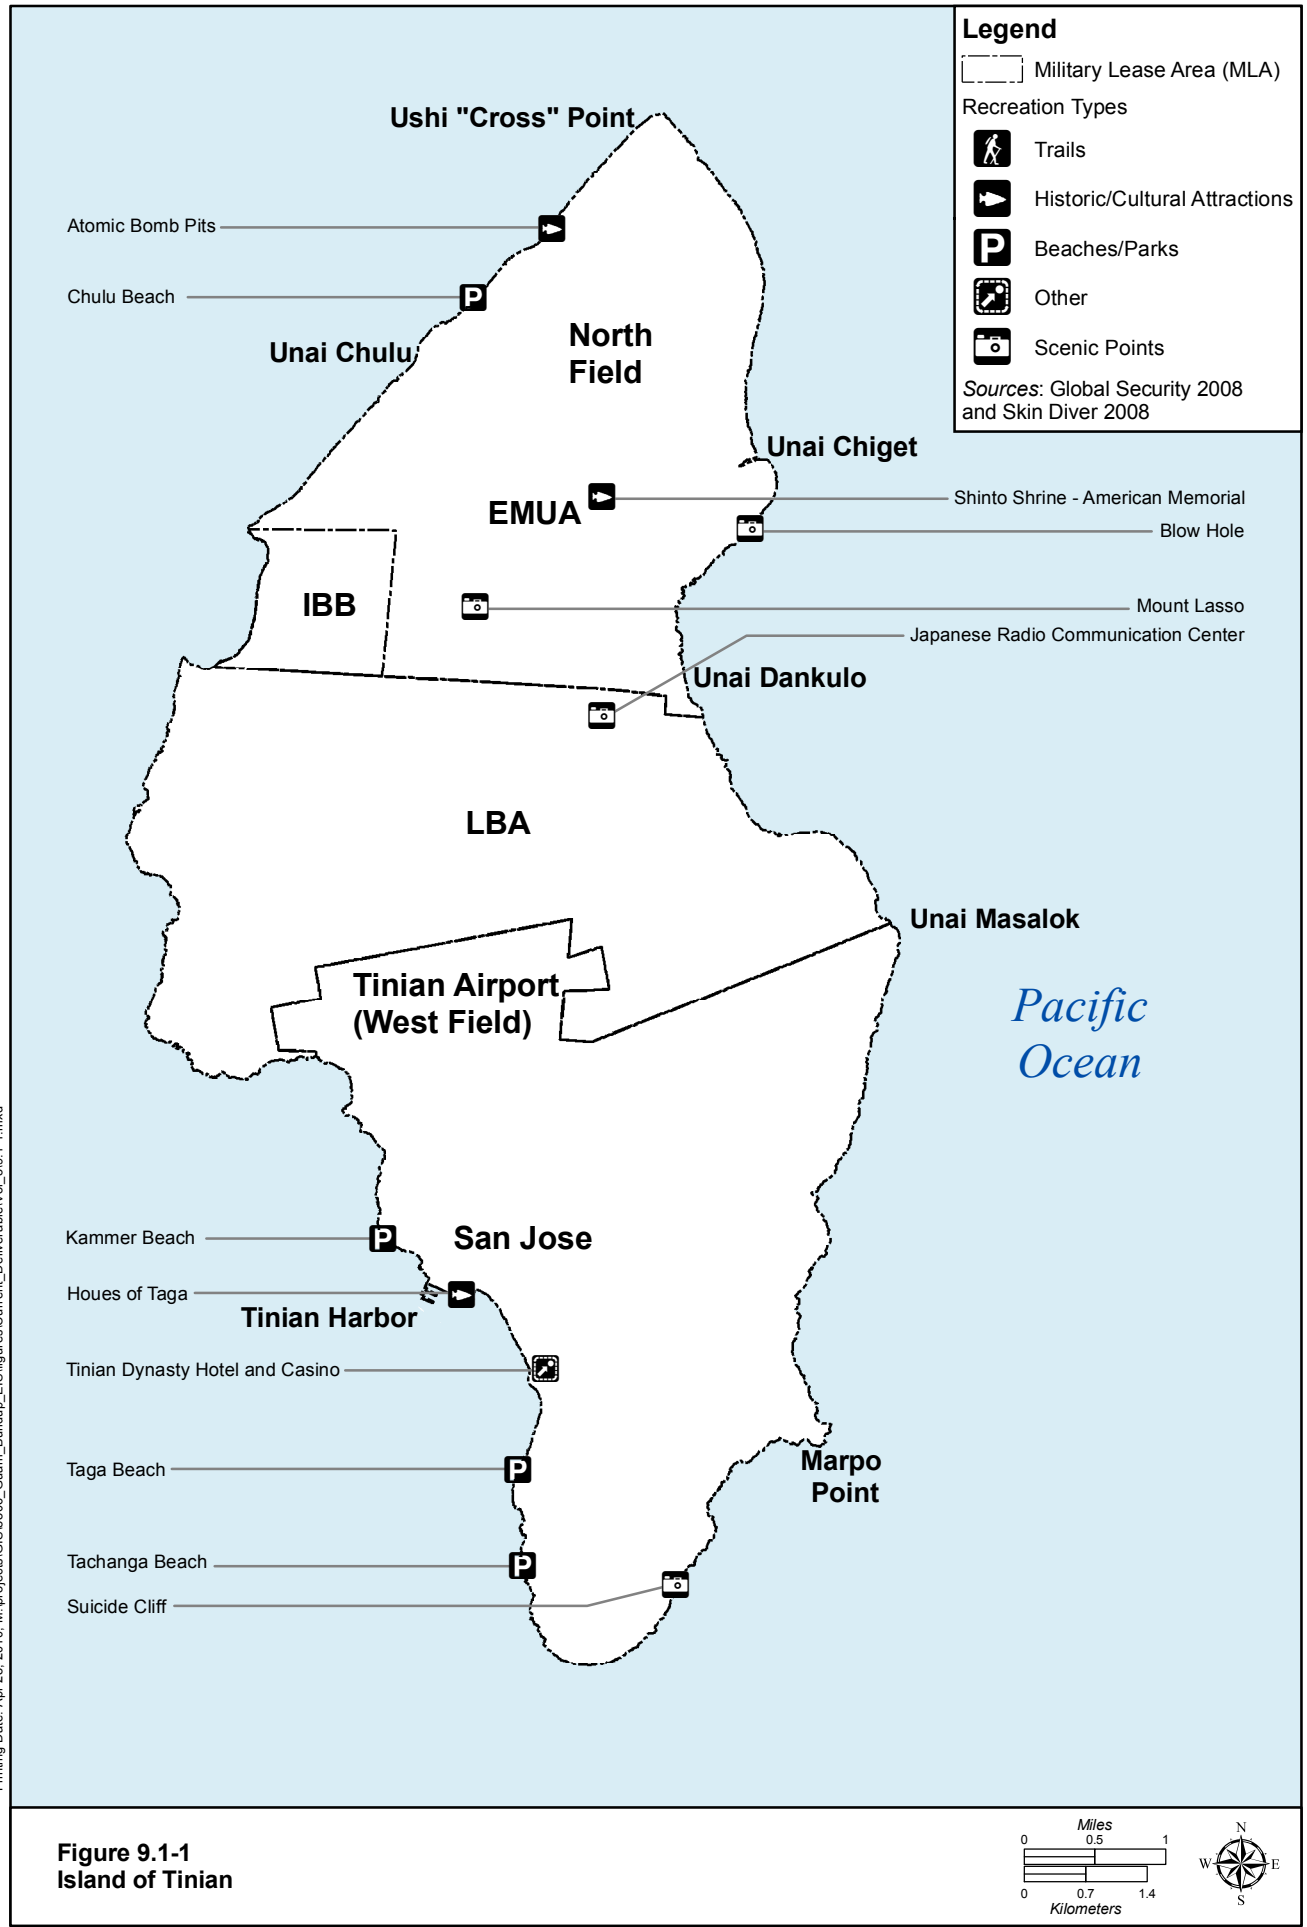 Legend
Military Lease Area (MLA)
Recreation Types
Trails
Historic/Cultural Attractions
Beaches/Parks
Other
Scenic Points
Sources: Global Security 2008
and Skin Diver 2008
Ushi "Cross" Point
Atomic Bomb Pits
Chulu Beach
Unai Chulu
North
Field
Unai Chiget
Shinto Shrine - American Memorial
EMUA
Blow Hole
IBB
Mount Lasso
Japanese Radio Communication Center
Unai Dankulo
LBA
Unai Masalok
Tinian Airport
(West Field)
Pacific
Ocean
Kammer Beach
San Jose
Houes of Taga
Tinian Harbor
Tinian Dynasty Hotel and Casino
Taga Beach
Marpo
Point
Tachanga Beach
Suicide Cliff
Figure 9.1-1
Island of Tinian
Miles
0 0.5 1
0 0.7 1.4
Kilometers
N
W E
S